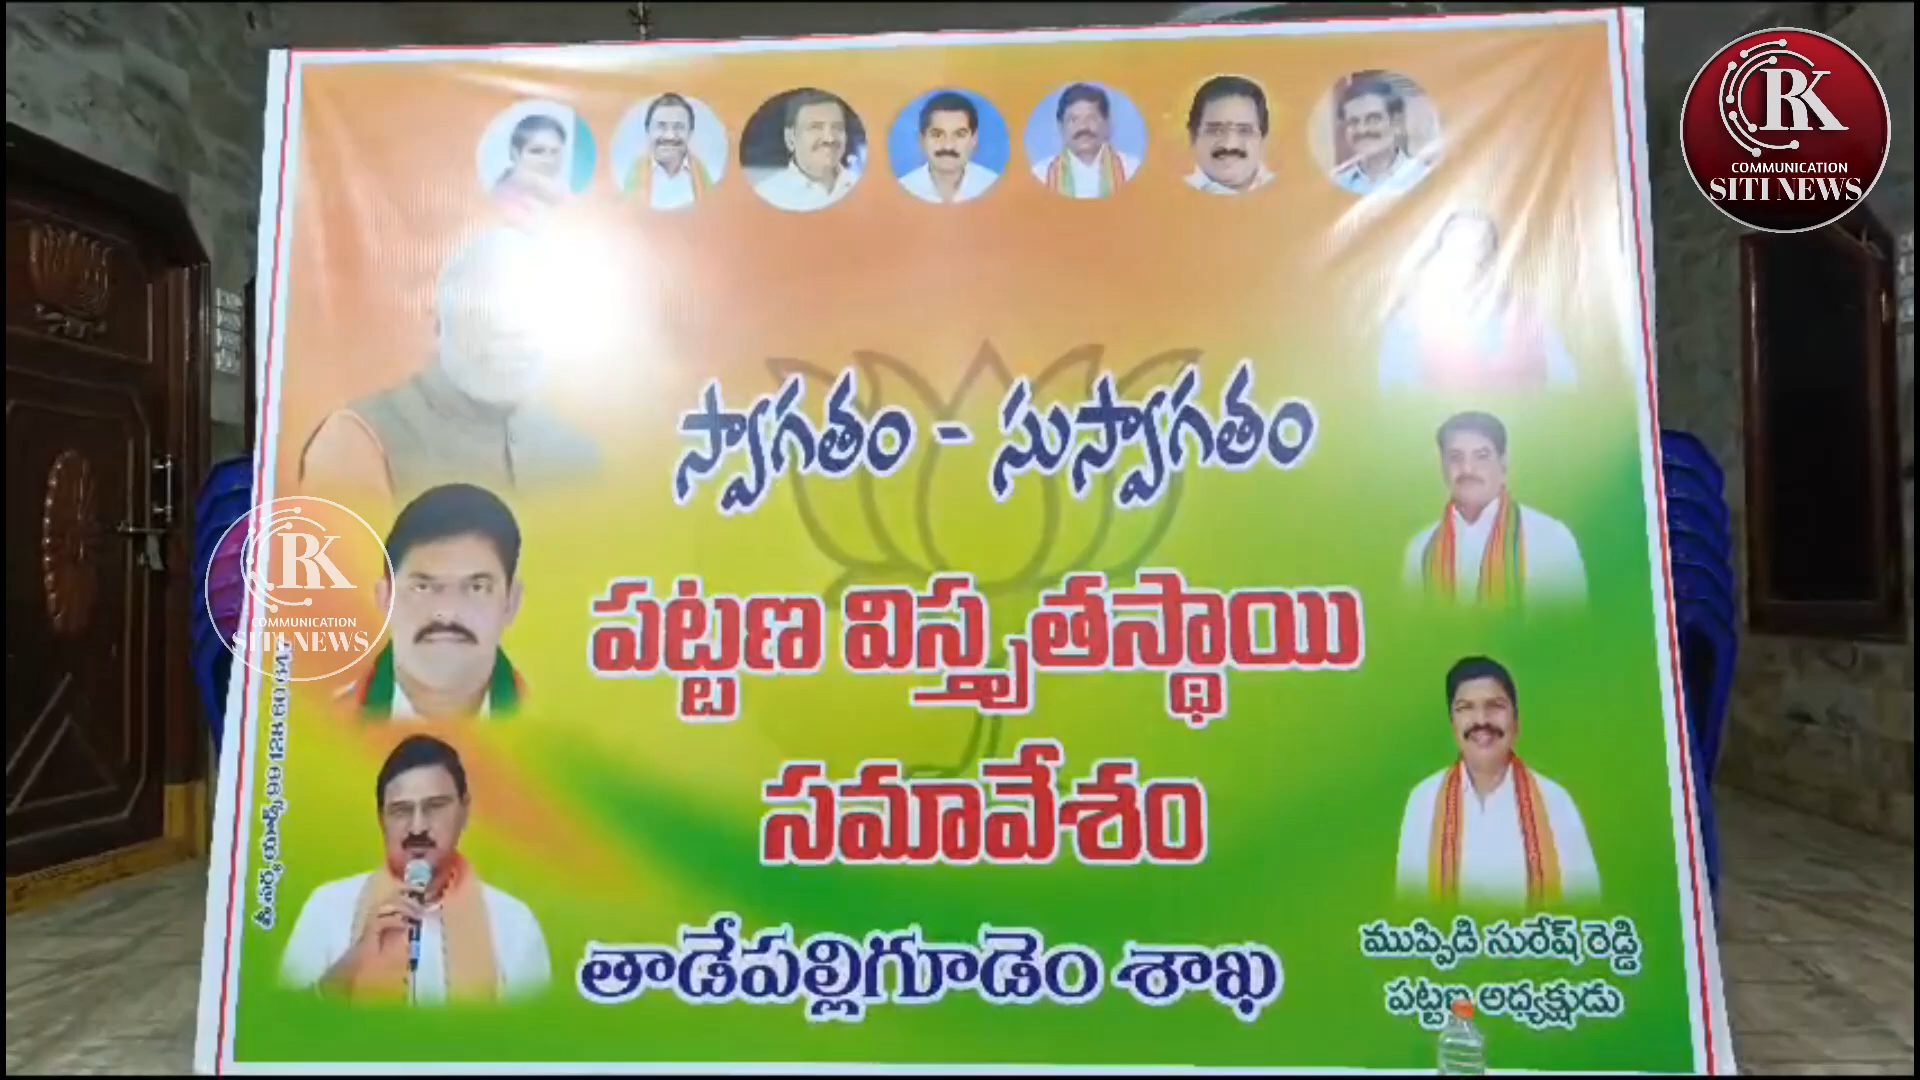 RK
COMMUNICATION
SITI NEWS
స్వాగతం - సుస్వాగతం
పట్టణ విస్తృతస్థాయి
సమావేశం
తాడేపల్లిగూడెం శాఖ
ముప్పిడి సురేష్ రెడ్డి
పట్టణ అధ్యక్షుడు
RK
COMMUNICATION
SITI NEWS